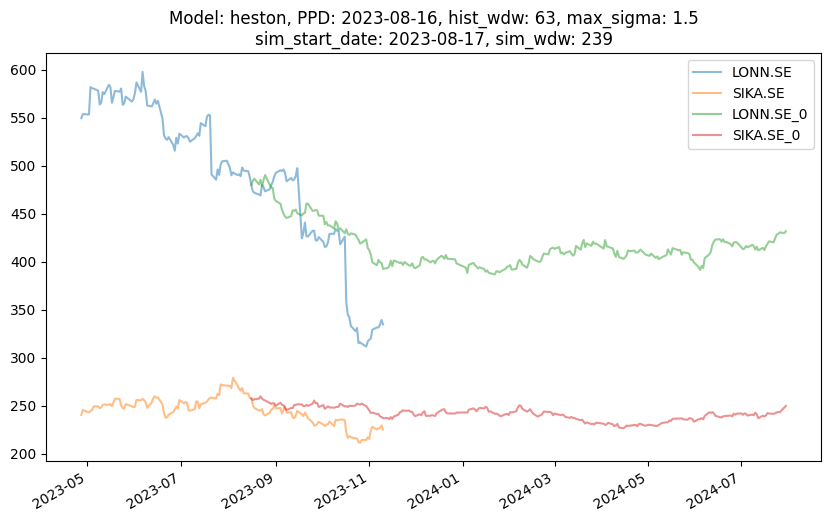 Model: heston, PPD: 2023-08-16, hist_wdw: 63, max_sigma: 1.5
sim_start_date: 2023-08-17, sim_wdw: 239
LONN.SE
SIKA.SE
LONN.SE_0
SIKA.SE_0
600
550
500
450
400
350
300
250
200
2023-05
2023-07
2023-09
2023-11
2024-01
2024-03
2024-05
2024-07